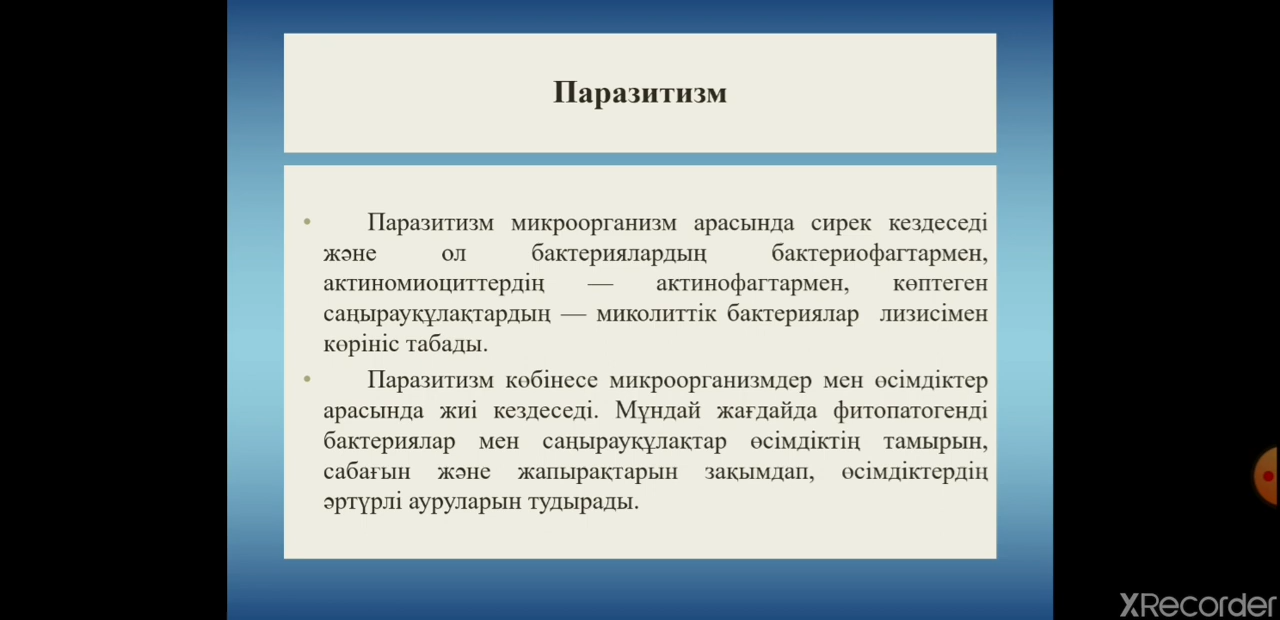 Паразитизм
• Паразитизм микроорганизм арасында сирек кездеседі
және ол бактериялардың бактериофагтармен,
актиномиоциттердің — актинофагтармен, көптеген
саңырауқұлақтардың — миколиттік бактериялар лизисімен
көрініс табады.
• Паразитизм көбінесе микроорганизмдер мен өсімдіктер
арасында жиі кездеседі. Мұндай жағдайда фитопатогенді
бактериялар мен саңырауқұлақтар өсімдіктің тамырын,
сабағын және жапырақтарын зақымдап, өсімдіктердің
әртүрлі ауруларын тудырады.
XRecorder